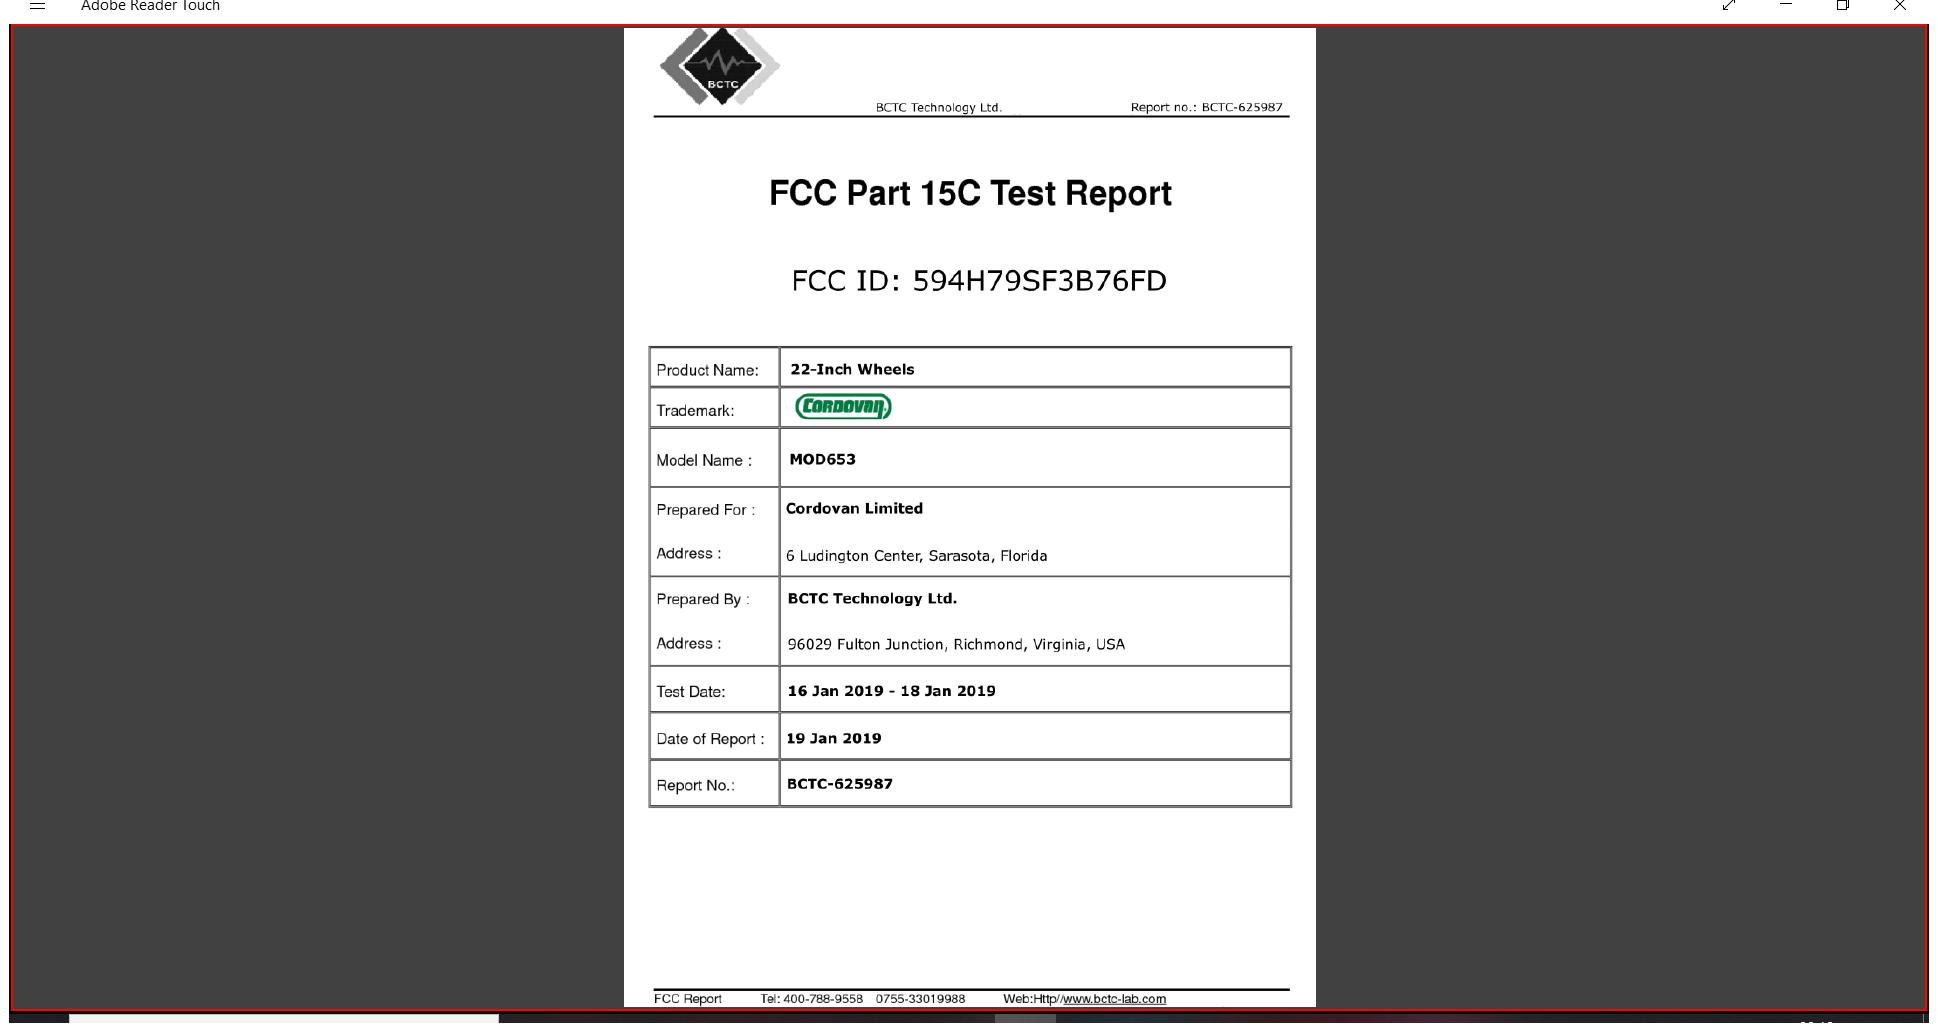 Adobe Reader Touch
BCTC
BCTC Technology Ltd. Report no.: BCTC-625987
FCC Part 15C Test Report
FCC ID: 594H79SF3B76FD
Product Name: 22-Inch Wheels
Trademark: CORDOVAN
Model Name : MOD653
Prepared For : Cordovan Limited
Address : 6 Ludington Center, Sarasota, Florida
Prepared By : BCTC Technology Ltd.
Address : 96029 Fulton Junction, Richmond, Virginia, USA
Test Date: 16 Jan 2019 - 18 Jan 2019
Date of Report : 19 Jan 2019
Report No.: BCTC-625987
FCC Report Tel: 400-788-9558 0755-33019988 Web:Http//www.bctc-lab.com